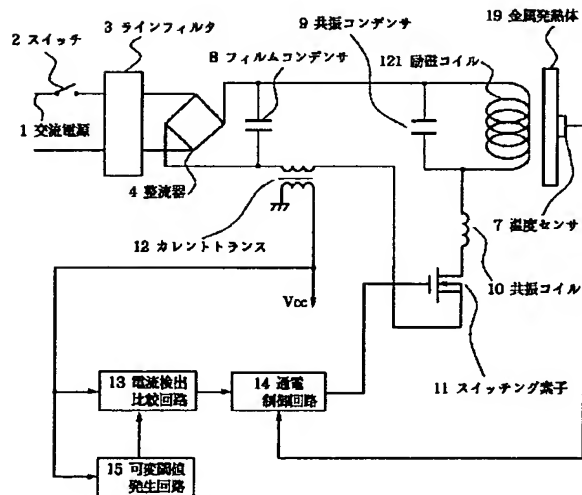 19 金属発熱体
9 共振コンデンサ
3 ラインフィルタ
2 スイッチ
8 フィルムコンデンサ
121 励磁コイル
1 交流電源
4 整流器
7 温度センサ
12 カレントトランス
10 共振コイル
Vcc
11 スイッチング素子
13 電流検出
比較回路
14 通電
制御回路
15 可変閾値
発生回路